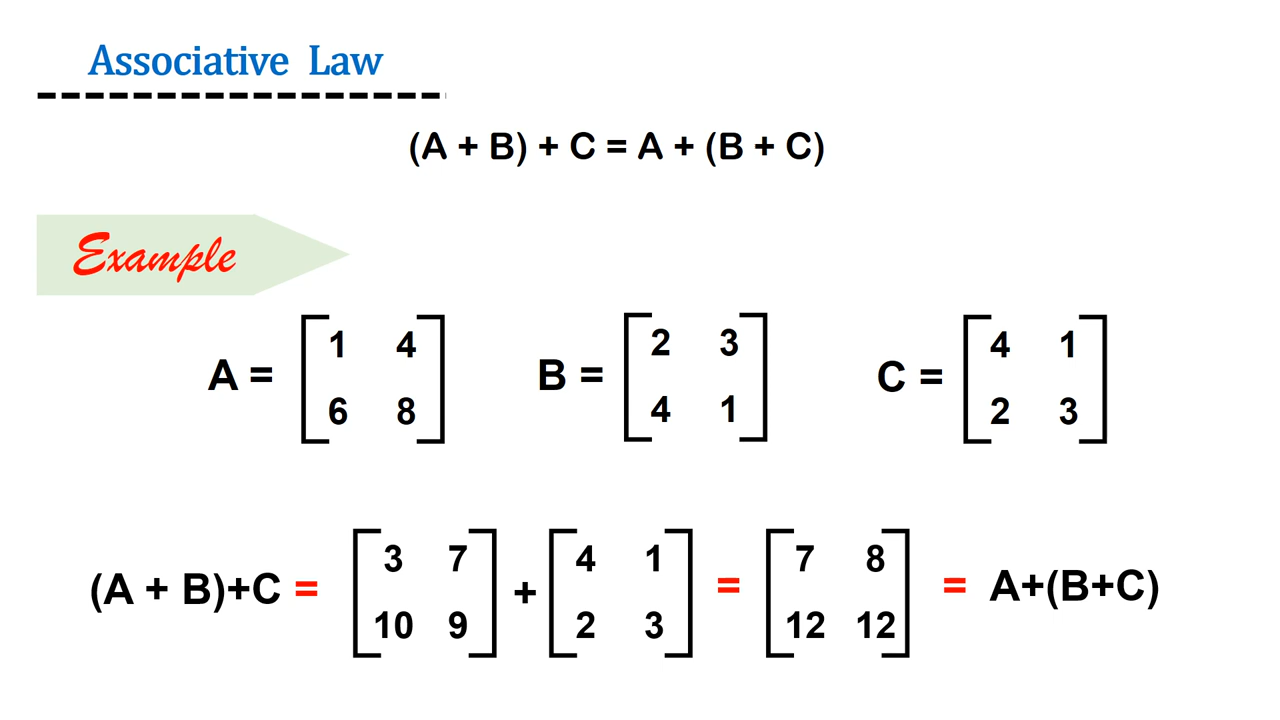 Associative Law
(A + B) + C = A + (B + C)
Example
A = [1 4
6 8]
B = [2 3
4 1]
C = [4 1
2 3]
(A + B)+C = [3 7
10 9] + [4 1
2 3] = [7 8
12 12] = A+(B+C)